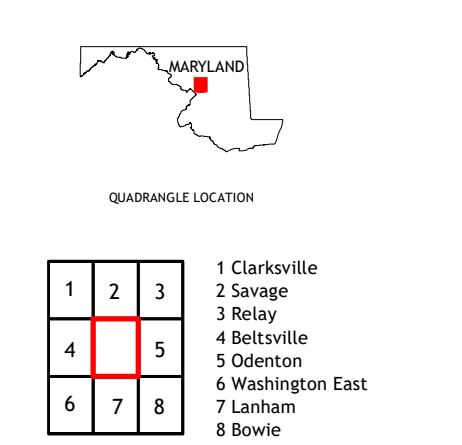 MARYLAND
QUADRANGLE LOCATION
1 2 3
4 5
6 7 8
1 Clarksville
2 Savage
3 Relay
4 Beltsville
5 Odenton
6 Washington East
7 Lanham
8 Bowie